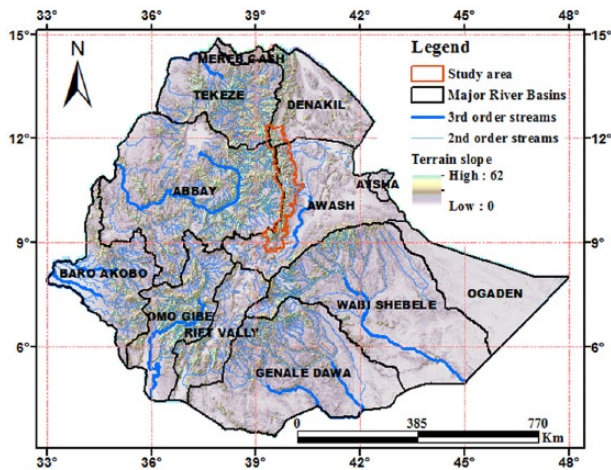 33° 36° 39° 42° 45° 48°
15° 15°
N
Legend
Study area
Major River Basins
3rd order streams
2nd order streams
Terrain slope
High : 62
Low : 0
MEREB GASH
TEKEZE
DENAKIL
12° 12°
AYSHA
ABBAY
AWASH
9° 9°
BARO AKOBO
OGADEN
WABI SHEBELE
OMO GIBE
RIFT VALLY
6° 6°
GENALE DAWA
0 385 770
Km
33° 36° 39° 42° 45° 48°